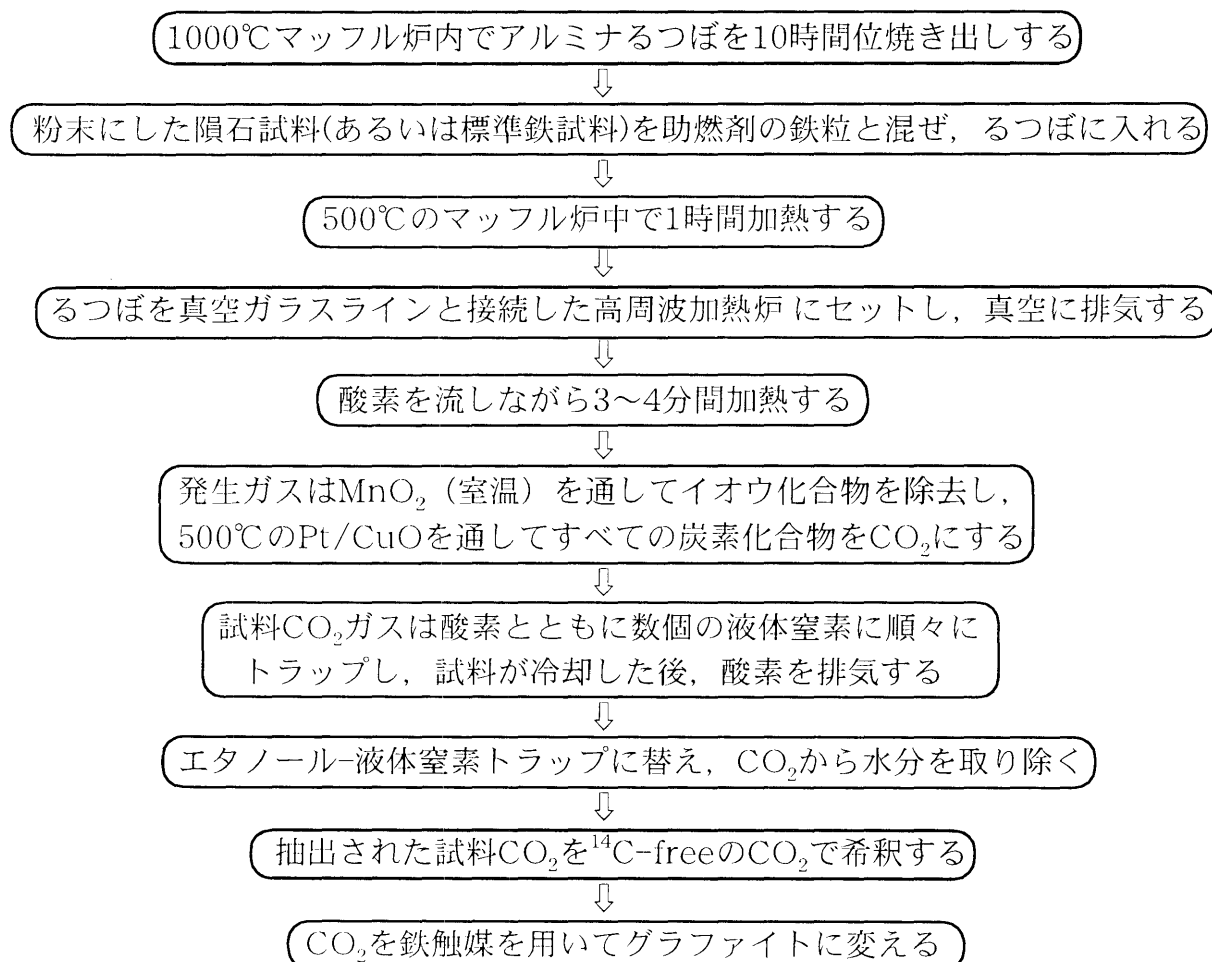 1000℃マッフル炉内でアルミナるつぼを10時間位焼き出しする
⇩
粉末にした隕石試料(あるいは標準鉄試料)を助燃剤の鉄粒と混ぜ，るつぼに入れる
⇩
500℃のマッフル炉中で1時間加熱する
⇩
るつぼを真空ガラスラインと接続した高周波加熱炉 にセットし，真空に排気する
⇩
酸素を流しながら3〜4分間加熱する
⇩
発生ガスはMnO₂（室温）を通してイオウ化合物を除去し，
500℃のPt/CuOを通してすべての炭素化合物をCO₂にする
⇩
試料CO₂ガスは酸素とともに数個の液体窒素に順々に
トラップし，試料が冷却した後，酸素を排気する
⇩
エタノール-液体窒素トラップに替え，CO₂から水分を取り除く
⇩
抽出された試料CO₂を¹⁴C-freeのCO₂で希釈する
⇩
CO₂を鉄触媒を用いてグラファイトに変える